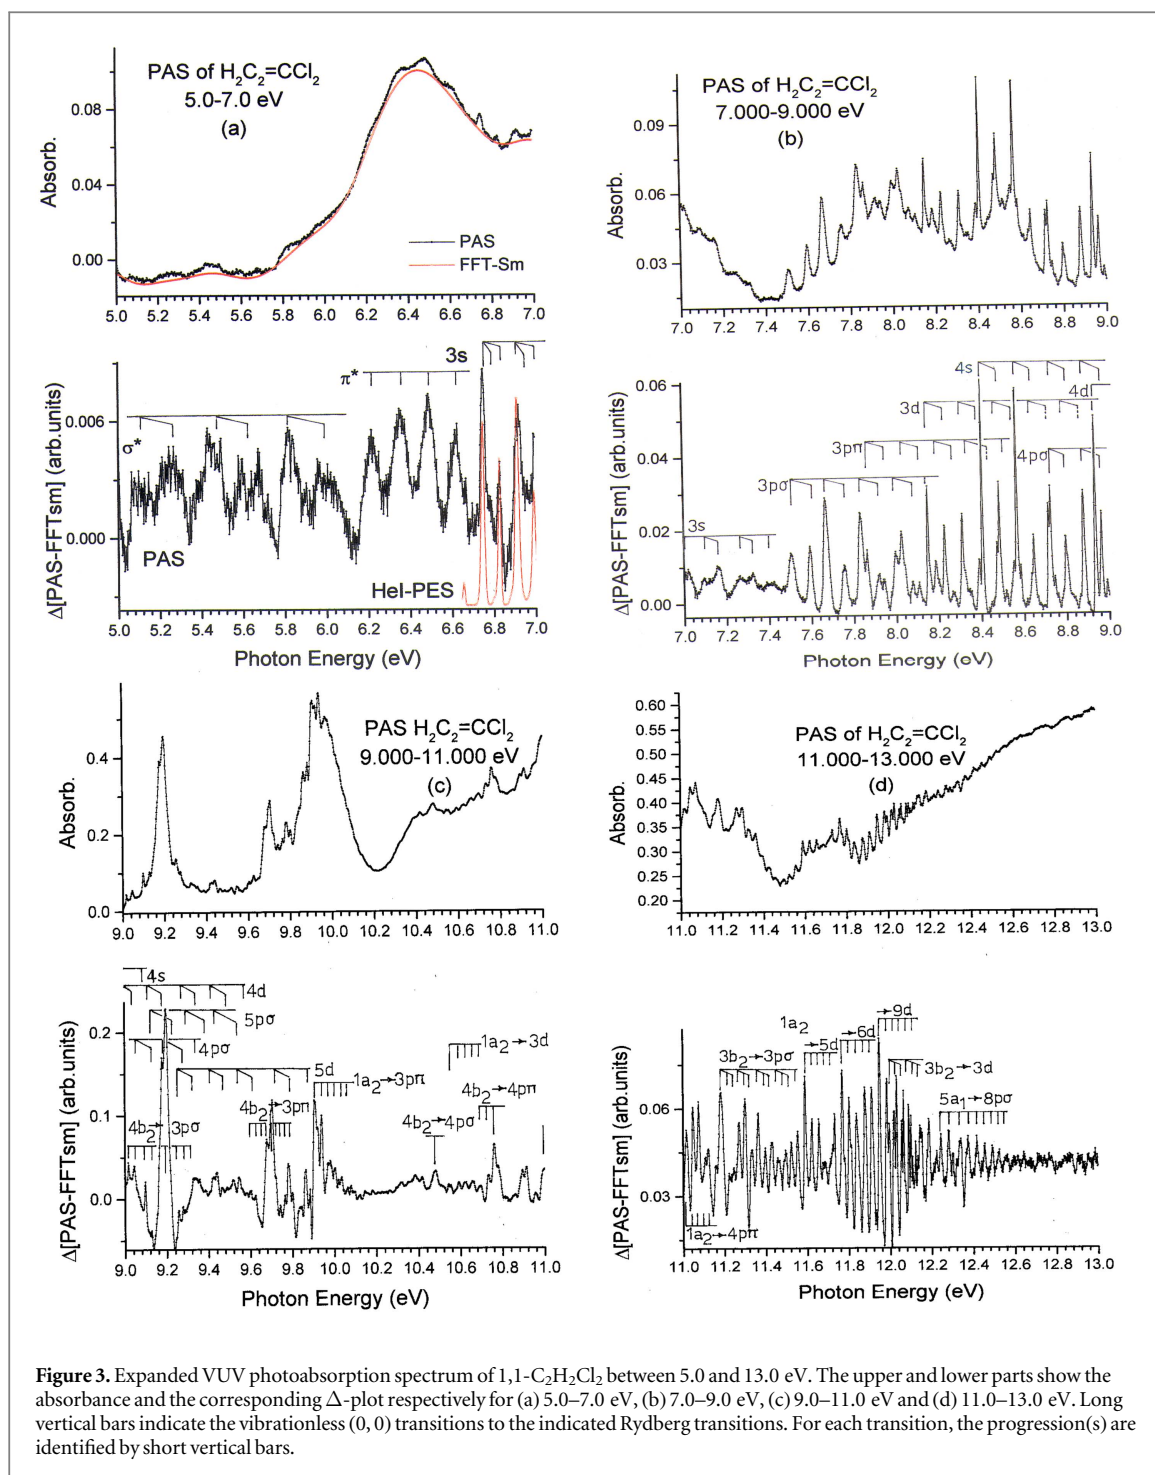 PAS of H₂C₂=CCl₂
5.0-7.0 eV
(a)
Absorb.
0.08
0.04
0.00
PAS
FFT-Sm
5.0 5.2 5.4 5.6 5.8 6.0 6.2 6.4 6.6 6.8 7.0
Δ[PAS-FFTsm] (arb.units)
0.006
0.000
σ*
π*
3s
PAS
HeI-PES
5.0 5.2 5.4 5.6 5.8 6.0 6.2 6.4 6.6 6.8 7.0
Photon Energy (eV)
PAS of H₂C₂=CCl₂
7.000-9.000 eV
(b)
Absorb.
0.09
0.06
0.03
7.0 7.2 7.4 7.6 7.8 8.0 8.2 8.4 8.6 8.8 9.0
Δ[PAS-FFTsm] (arb.units)
0.06
0.04
0.02
0.00
4s
3d
4d
3pπ
4pσ
3pσ
3s
7.0 7.2 7.4 7.6 7.8 8.0 8.2 8.4 8.6 8.8 9.0
Photon Energy (eV)
PAS H₂C₂=CCl₂
9.000-11.000 eV
(c)
Absorb.
0.4
0.2
0.0
9.0 9.2 9.4 9.6 9.8 10.0 10.2 10.4 10.6 10.8 11.0
Δ[PAS-FFTsm] (arb.units)
0.2
0.1
0.0
4s
4d
5pσ
4pσ
5d
1a₂→3d
1a₂→3pπ
4b₂→3pπ
4b₂→4pπ
4b₂→4pσ
4b₂→3pσ
9.0 9.2 9.4 9.6 9.8 10.0 10.2 10.4 10.6 10.8 11.0
Photon Energy (eV)
PAS of H₂C₂=CCl₂
11.000-13.000 eV
(d)
Absorb.
0.60
0.55
0.50
0.45
0.40
0.35
0.30
0.25
0.20
11.0 11.2 11.4 11.6 11.8 12.0 12.2 12.4 12.6 12.8 13.0
Δ[PAS-FFTsm] (arb.units)
0.06
0.03
→9d
1a₂
→6d
→5d
3b₂→3pσ
3b₂→3d
5a₁→8pσ
1a₂→4pπ
11.0 11.2 11.4 11.6 11.8 12.0 12.2 12.4 12.6 12.8 13.0
Photon Energy (eV)
Figure 3. Expanded VUV photoabsorption spectrum of 1,1-C₂H₂Cl₂ between 5.0 and 13.0 eV. The upper and lower parts show the
absorbance and the corresponding Δ-plot respectively for (a) 5.0–7.0 eV, (b) 7.0–9.0 eV, (c) 9.0–11.0 eV and (d) 11.0–13.0 eV. Long
vertical bars indicate the vibrationless (0, 0) transitions to the indicated Rydberg transitions. For each transition, the progression(s) are
identified by short vertical bars.